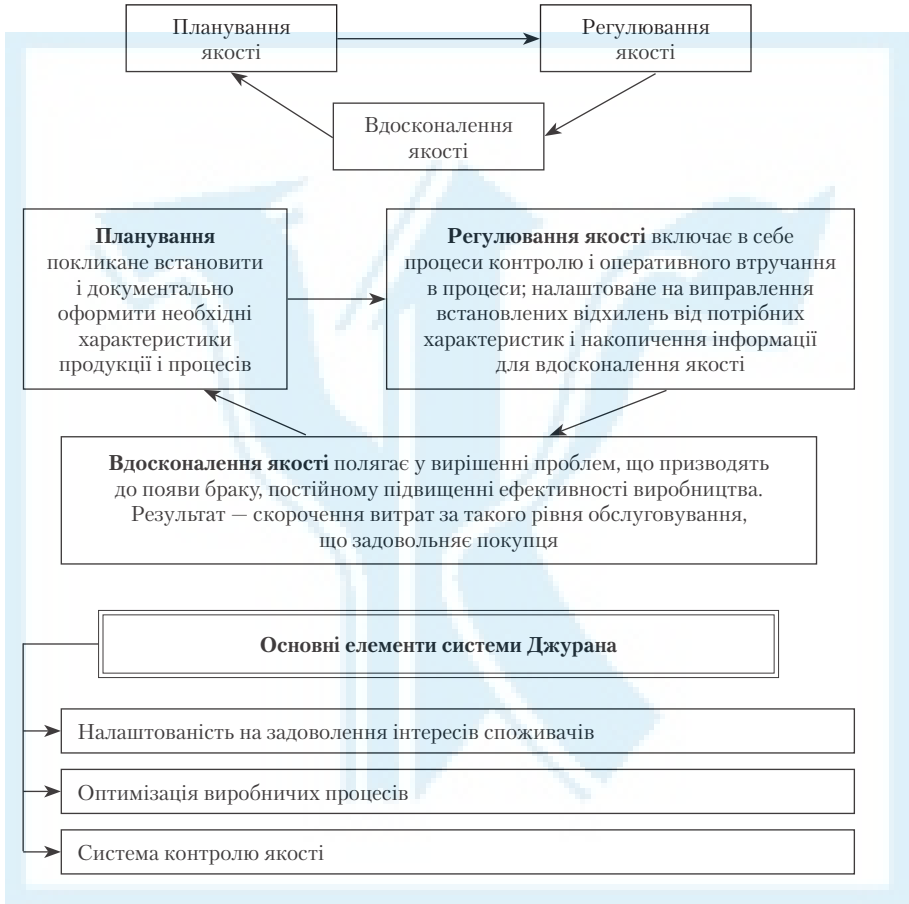 Планування
якості
Регулювання
якості
Вдосконалення
якості
Планування
покликане встановити
і документально
оформити необхідні
характеристики
продукції і процесів
Регулювання якості включає в себе
процеси контролю і оперативного втручання
в процеси; налаштоване на виправлення
встановлених відхилень від потрібних
характеристик і накопичення інформації
для вдосконалення якості
Вдосконалення якості полягає у вирішенні проблем, що призводять
до появи браку, постійному підвищенні ефективності виробництва.
Результат — скорочення витрат за такого рівня обслуговування,
що задовольняє покупця
Основні елементи системи Джурана
Налаштованість на задоволення інтересів споживачів
Оптимізація виробничих процесів
Система контролю якості